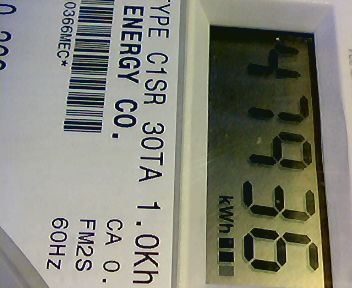 47936
kWh
TYPE C1SR 30TA 1.0Kh
ENERGY CO.
CA 0.
FM2S
60HZ
0366MEC*